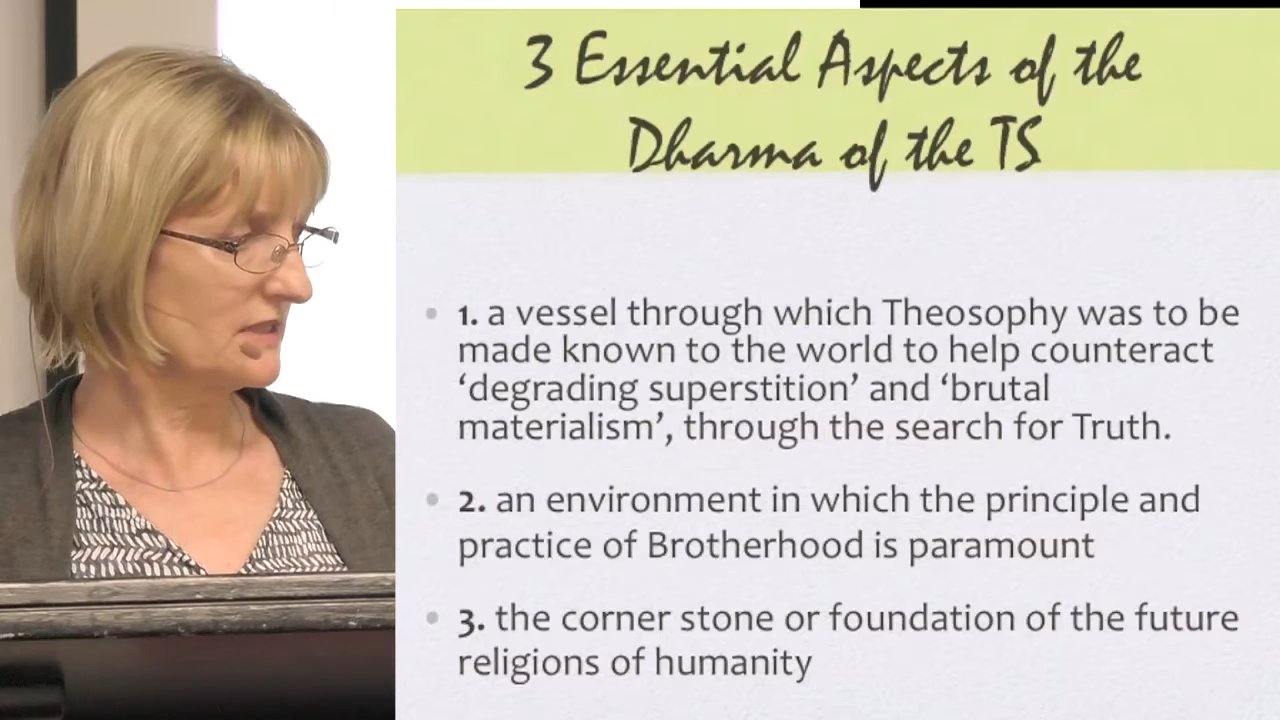 3 Essential Aspects of the
Dharma of the TS
• 1. a vessel through which Theosophy was to be
made known to the world to help counteract
‘degrading superstition’ and ‘brutal
materialism’, through the search for Truth.
• 2. an environment in which the principle and
practice of Brotherhood is paramount
• 3. the corner stone or foundation of the future
religions of humanity